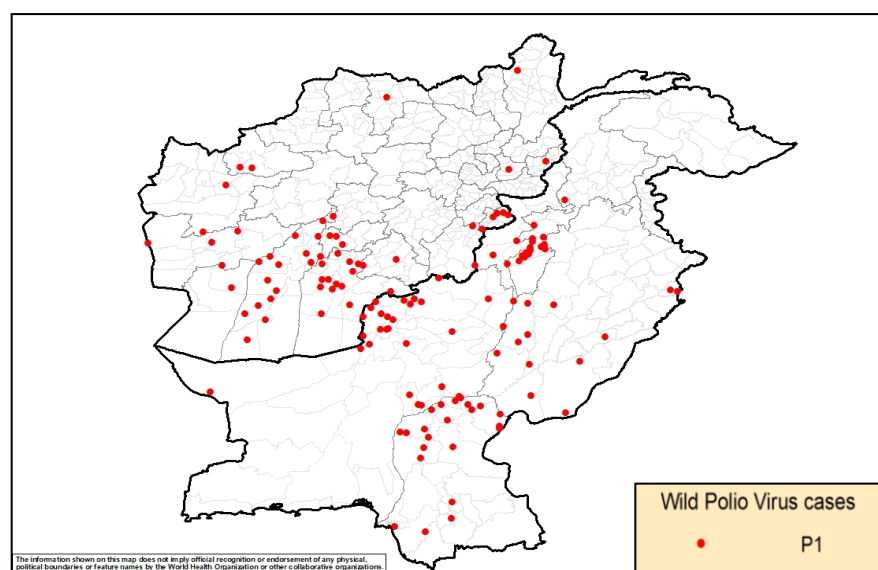 Wild Polio Virus cases
P1
The information shown on this map does not imply official recognition or endorsement of any physical,
political boundaries or feature names by the World Health Organization or other collaborative organizations.